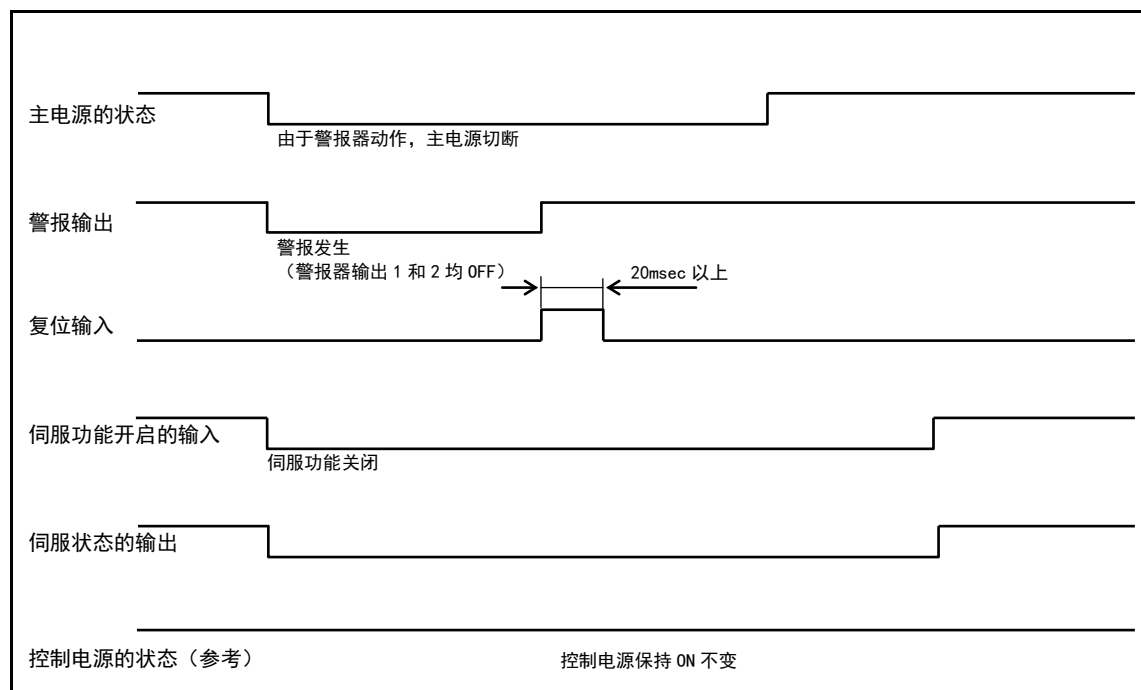 主电源的状态
由于警报器动作，主电源切断
警报输出
警报发生
（警报器输出 1 和 2 均 OFF）
20msec 以上
复位输入
伺服功能开启的输入
伺服功能关闭
伺服状态的输出
控制电源的状态（参考）
控制电源保持 ON 不变